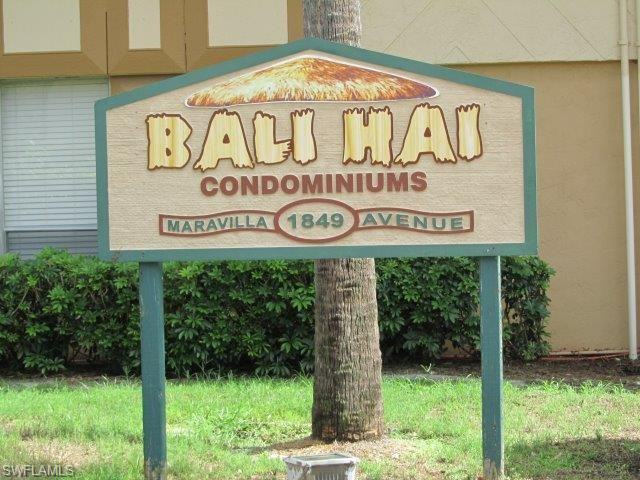 BALI HAI
CONDOMINIUMS
MARAVILLA 1849 AVENUE
SWFLAMLS